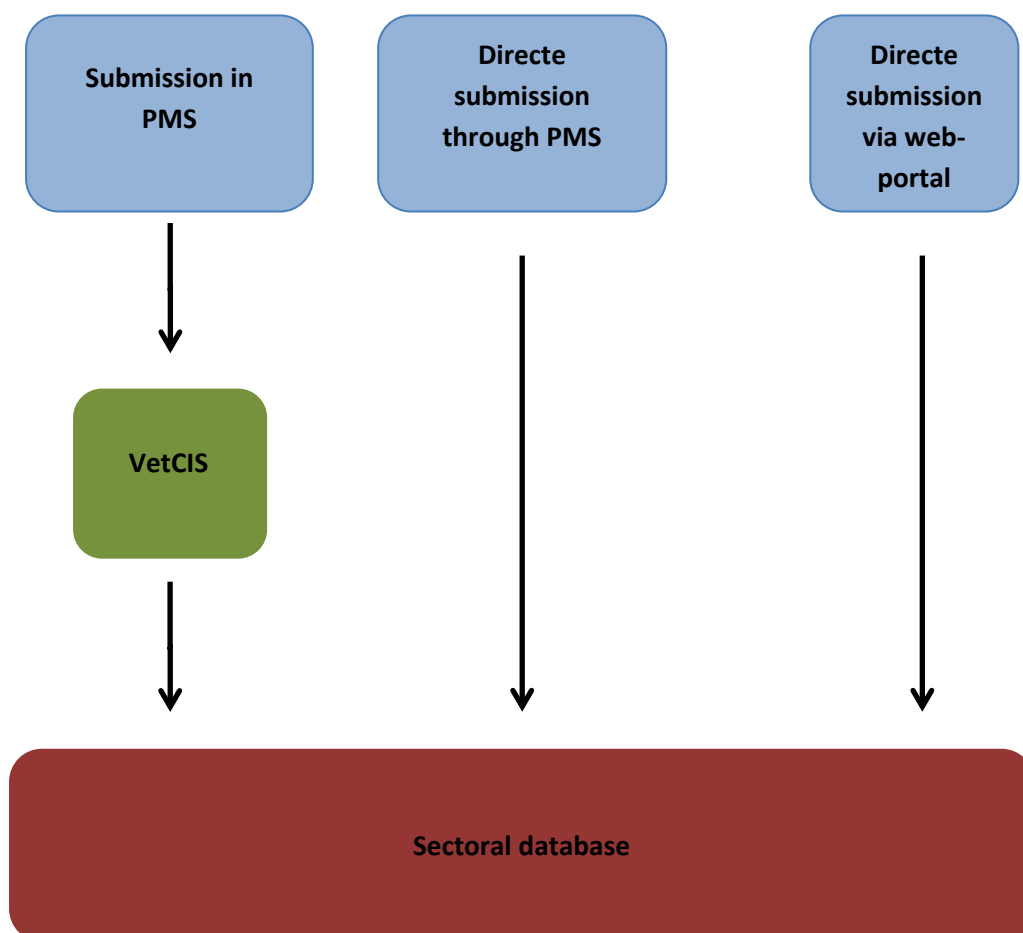 Submission in
PMS
Directe
submission
through PMS
Directe
submission
via web-
portal
VetCIS
Sectoral database